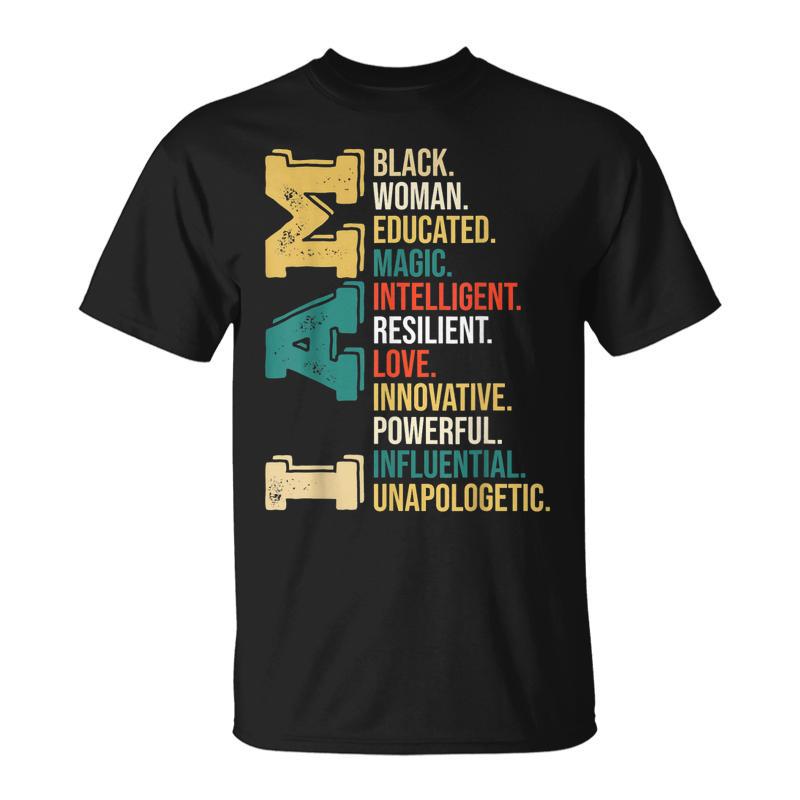 I AM
BLACK.
WOMAN.
EDUCATED.
MAGIC.
INTELLIGENT.
RESILIENT.
LOVE.
INNOVATIVE.
POWERFUL.
INFLUENTIAL.
UNAPOLOGETIC.